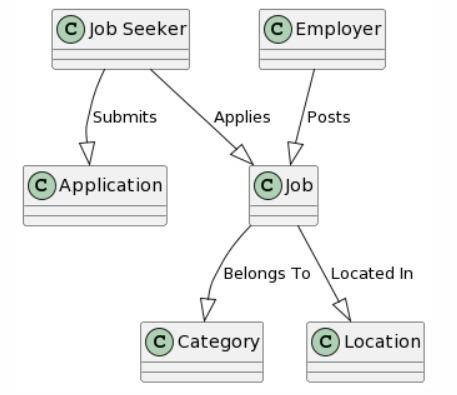 C Job Seeker
C Employer
Submits
Applies
Posts
C Application
C Job
Belongs To
Located In
C Category
C Location